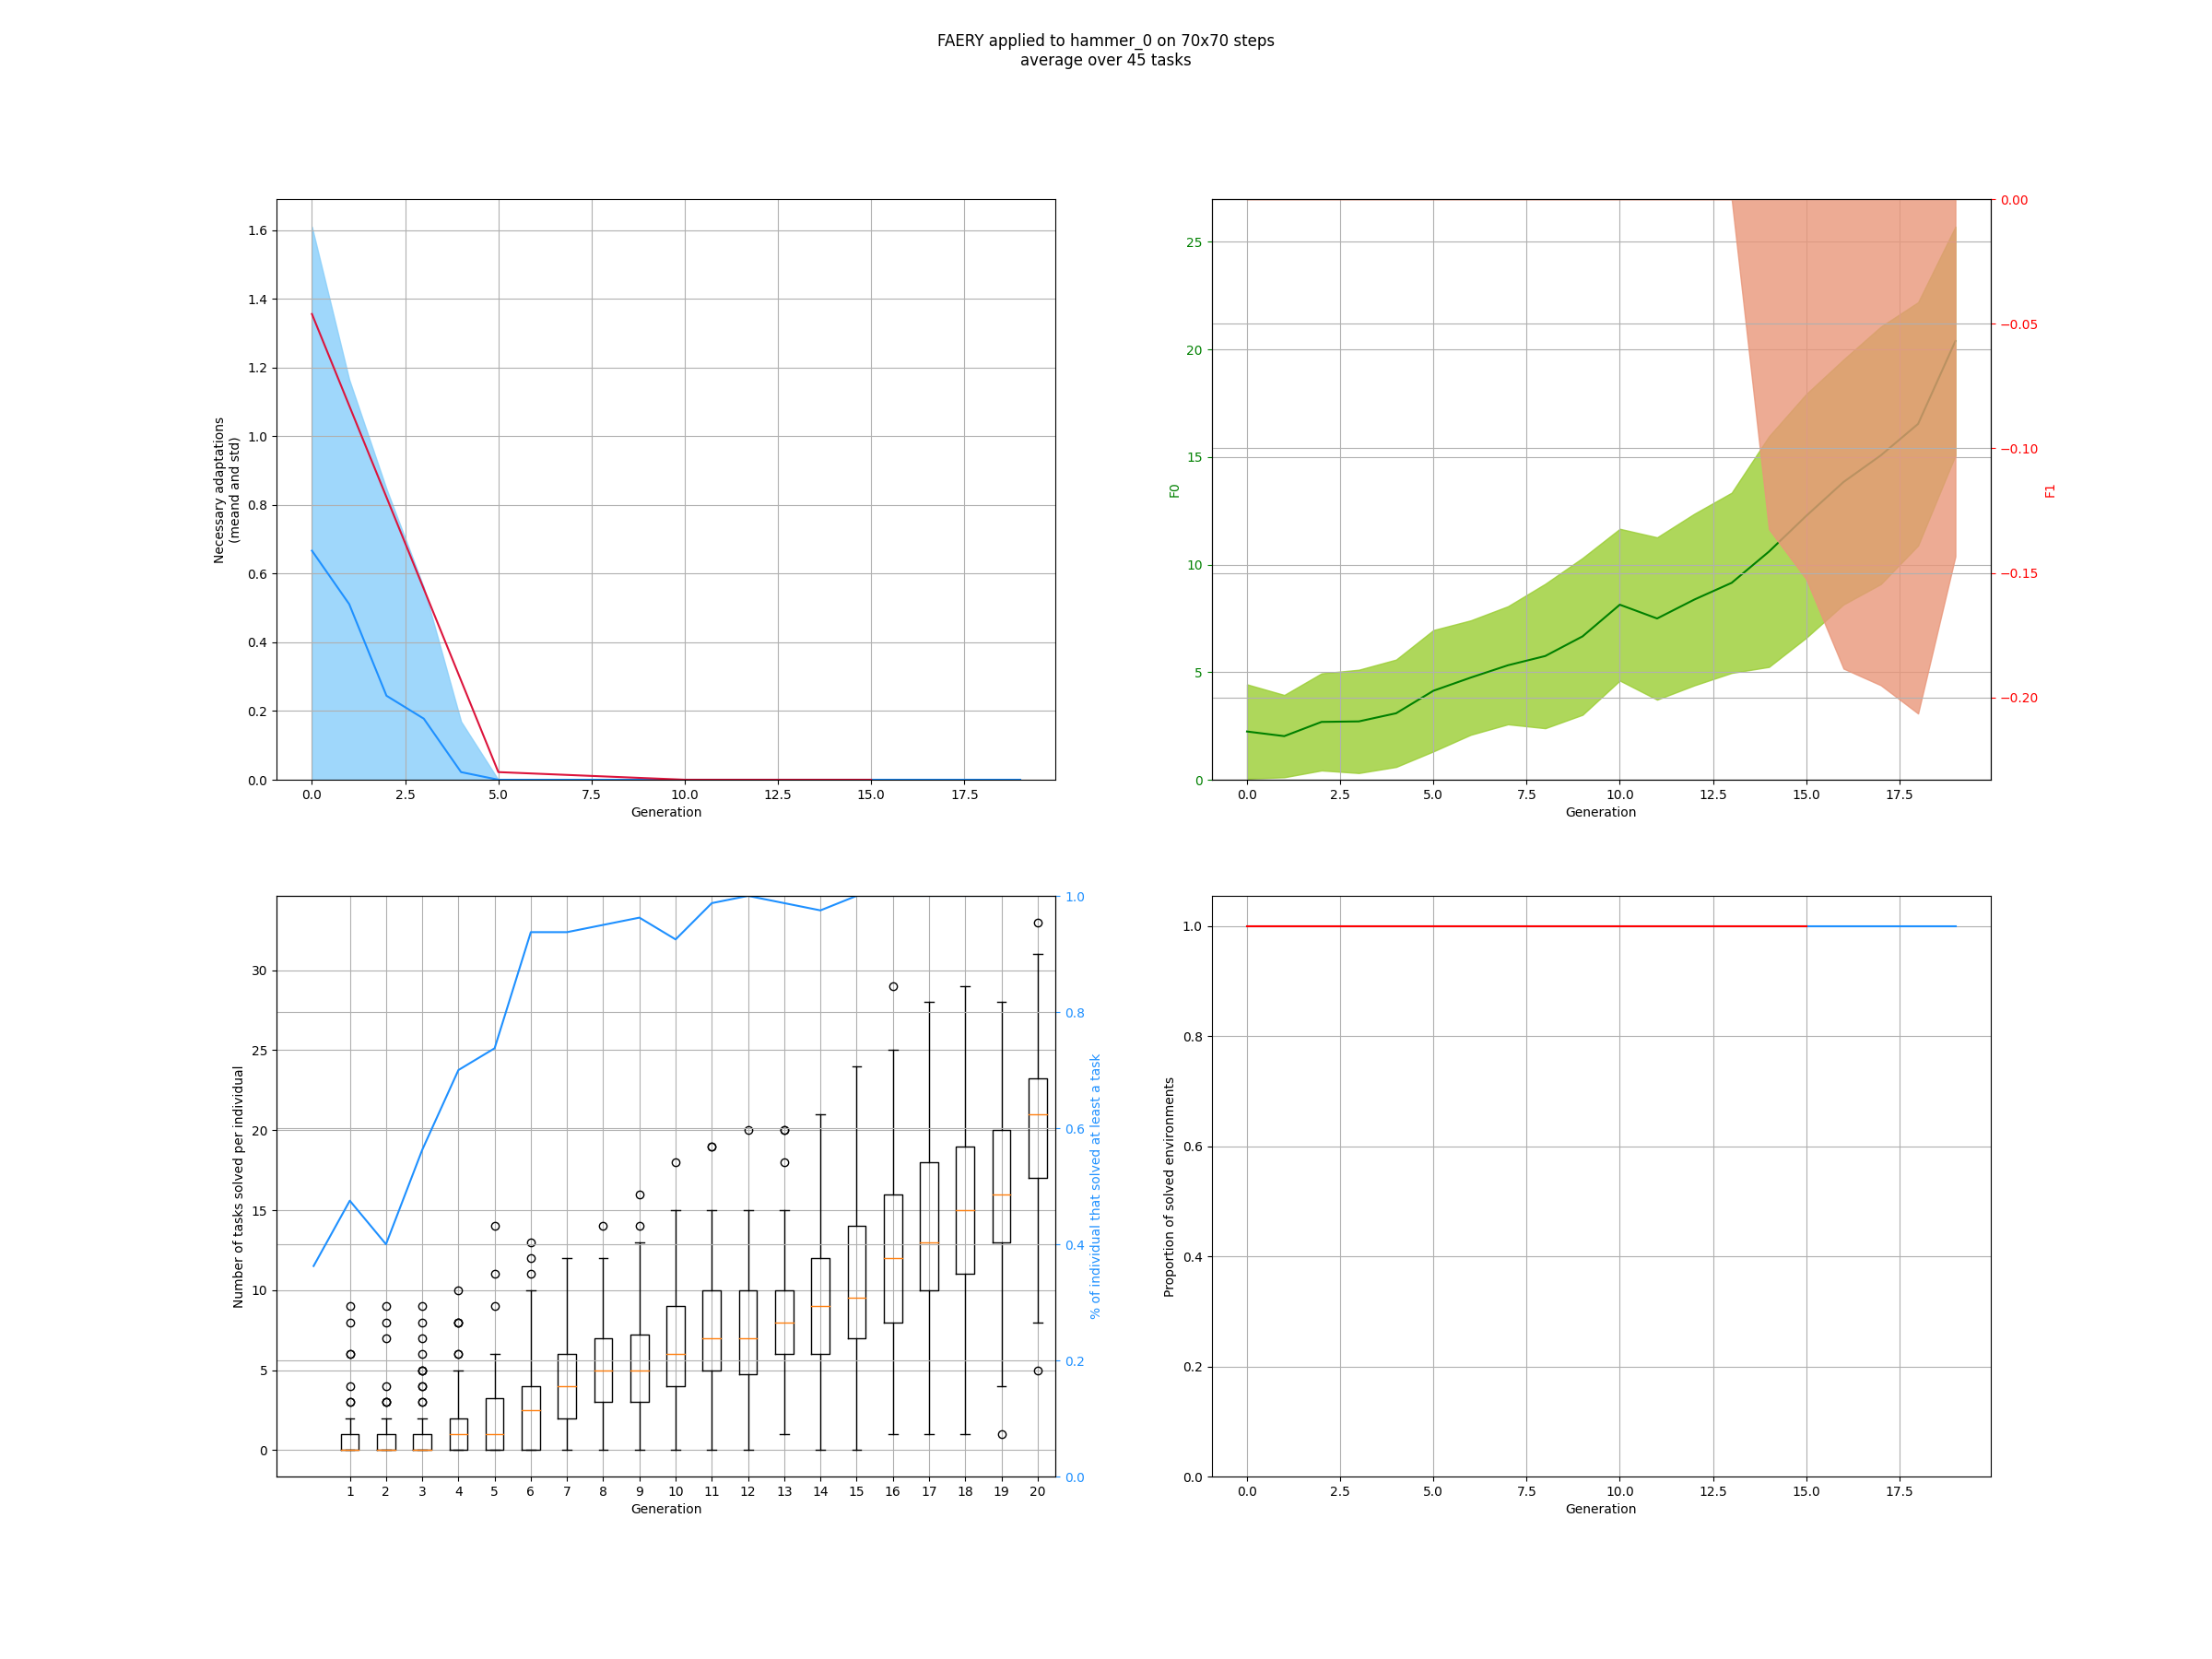 FAERY applied to hammer_0 on 70x70 steps
average over 45 tasks
1.6
1.4
1.2
1.0
0.8
0.6
0.4
0.2
0.0
Necessary adaptations
(meand and std)
0.0 2.5 5.0 7.5 10.0 12.5 15.0 17.5
Generation
25
20
15
10
5
0
F0
0.00
−0.05
−0.10
−0.15
−0.20
F1
0.0 2.5 5.0 7.5 10.0 12.5 15.0 17.5
Generation
30
25
20
15
10
5
0
Number of tasks solved per individual
1.0
0.8
0.6
0.4
0.2
0.0
% of individual that solved at least a task
1 2 3 4 5 6 7 8 9 10 11 12 13 14 15 16 17 18 19 20
Generation
1.0
0.8
0.6
0.4
0.2
0.0
Proportion of solved environments
0.0 2.5 5.0 7.5 10.0 12.5 15.0 17.5
Generation